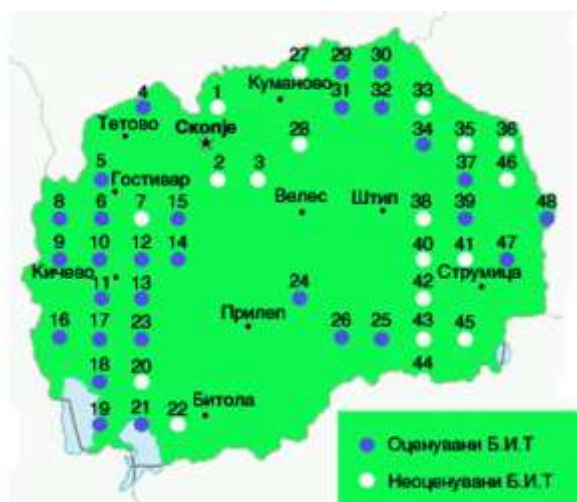 27 29 30
Куманово
4 1 31 32 33
Тетово Скопје 28 34 35 36
5 2 3 37 46
Гостивар Велес Штип
8 6 7 15 38 39 48
9 10 12 14 40 41 47
Кичево Струмица
11 13 24 42
16 17 23 Прилеп 26 25 43 45
18 20 44
19 21 22 Битола
Оценувани Б.И.Т
Неоценувани Б.И.Т